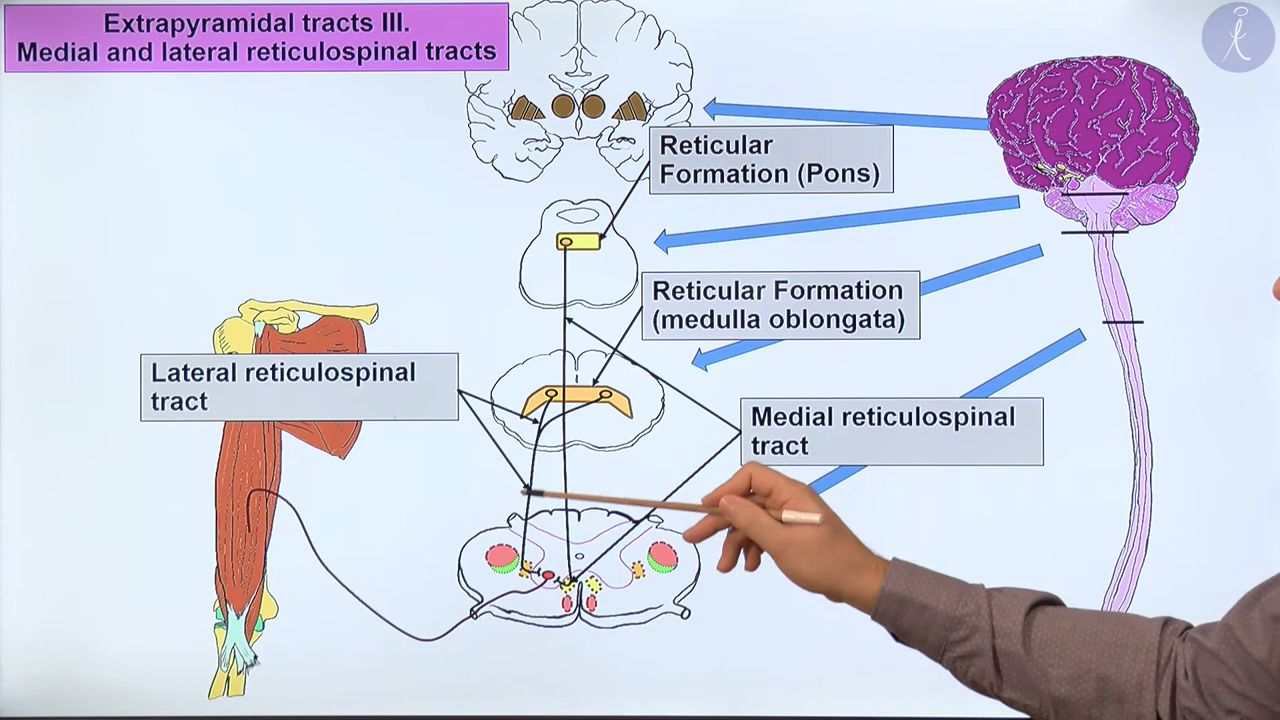 Extrapyramidal tracts III.
Medial and lateral reticulospinal tracts
Reticular
Formation (Pons)
Reticular Formation
(medulla oblongata)
Lateral reticulospinal
tract
Medial reticulospinal
tract